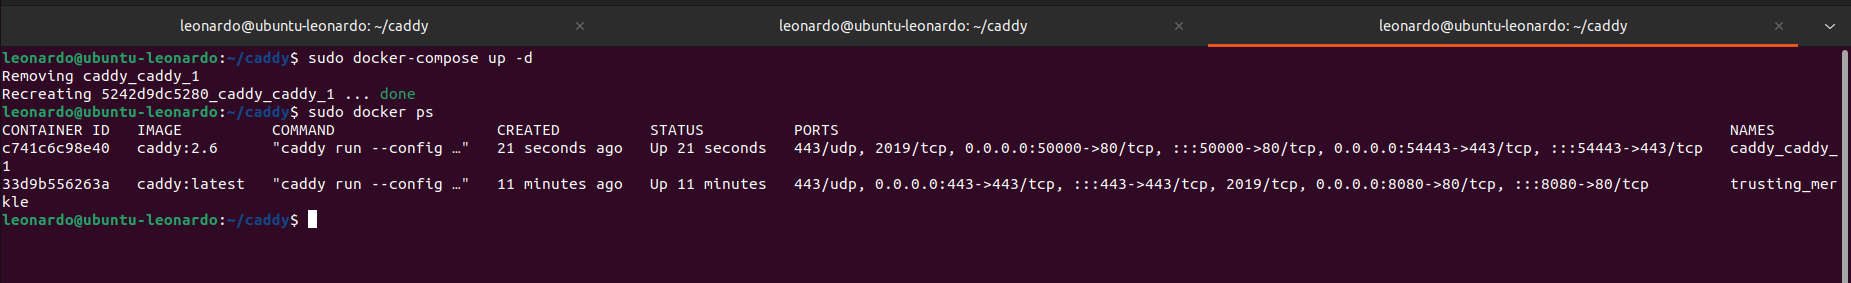 leonardo@ubuntu-leonardo: ~/caddy × leonardo@ubuntu-leonardo: ~/caddy × leonardo@ubuntu-leonardo: ~/caddy ×
leonardo@ubuntu-leonardo:~/caddy$ sudo docker-compose up -d
Removing caddy_caddy_1
Recreating 5242d9dc5280_caddy_caddy_1 ... done
leonardo@ubuntu-leonardo:~/caddy$ sudo docker ps
CONTAINER ID   IMAGE          COMMAND                  CREATED          STATUS          PORTS                                                                                                   NAMES
c741c6c98e40   caddy:2.6      "caddy run --config …"   21 seconds ago   Up 21 seconds   443/udp, 2019/tcp, 0.0.0.0:50000->80/tcp, :::50000->80/tcp, 0.0.0.0:54443->443/tcp, :::54443->443/tcp   caddy_caddy_
1
33d9b556263a   caddy:latest   "caddy run --config …"   11 minutes ago   Up 11 minutes   443/udp, 0.0.0.0:443->443/tcp, :::443->443/tcp, 2019/tcp, 0.0.0.0:8080->80/tcp, :::8080->80/tcp         trusting_mer
kle
leonardo@ubuntu-leonardo:~/caddy$